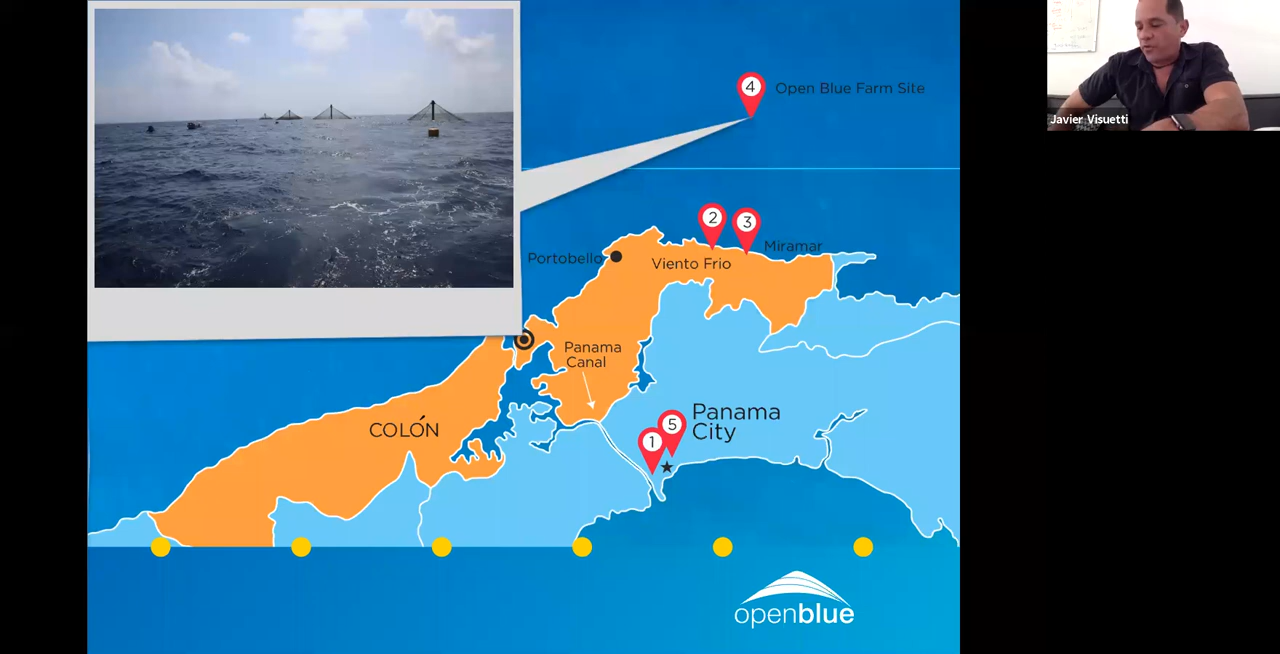 4
Open Blue Farm Site
Javier Visuetti
2
3
Miramar
Portobello
Viento Frio
Panama
Canal
COLÓN
5
1
Panama
City
openblue